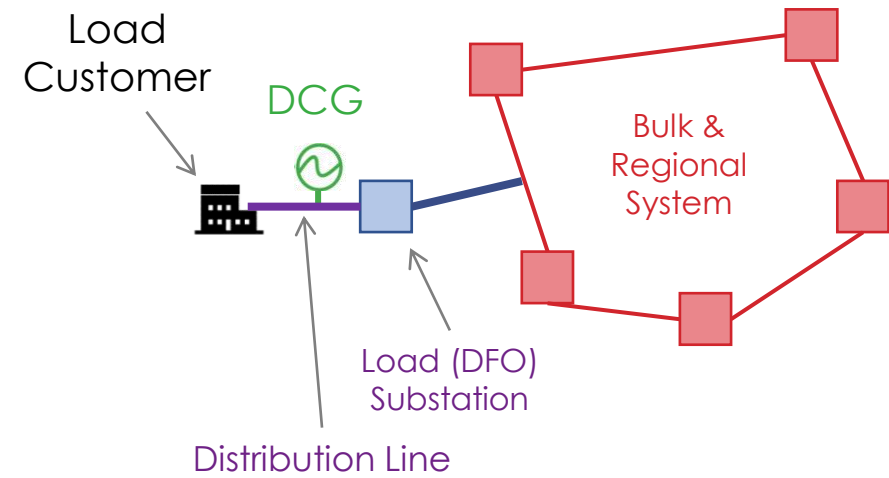 Load
Customer
DCG
Bulk &
Regional
System
Load (DFO)
Substation
Distribution Line